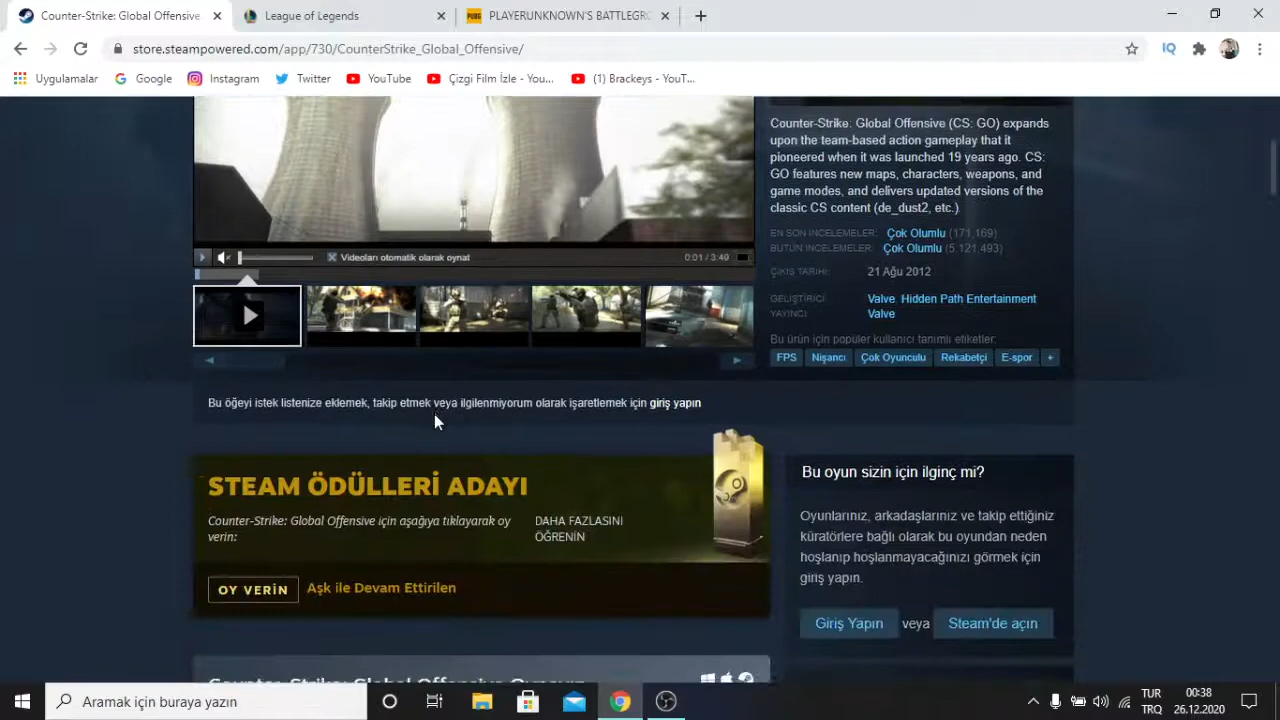 Counter-Strike: Global Offensive
League of Legends
PLAYERUNKNOWN'S BATTLEGRO
store.steampowered.com/app/730/CounterStrike_Global_Offensive/
IQ
Uygulamalar
Google
Instagram
Twitter
YouTube
Çizgi Film İzle - You...
(1) Brackeys - YouT...
Counter-Strike: Global Offensive (CS: GO) expands
upon the team-based action gameplay that it
pioneered when it was launched 19 years ago. CS:
GO features new maps, characters, weapons, and
game modes, and delivers updated versions of the
classic CS content (de_dust2, etc.).
EN SON İNCELEMELER: Çok Olumlu (171,169)
BÜTÜN İNCELEMELER: Çok Olumlu (5.121,493)
ÇIKIŞ TARİHİ: 21 Ağu 2012
GELİŞTİRİCİ: Valve, Hidden Path Entertainment
YAYINCI: Valve
Bu ürün için popüler kullanıcı tanımlı etiketler:
FPS Nişancı Çok Oyunculu Rekabetçi E-spor +
Videoları otomatik olarak oynat
0:01 / 3:49
Bu öğeyi istek listenize eklemek, takip etmek veya ilgilenmiyorum olarak işaretlemek için giriş yapın
STEAM ÖDÜLLERİ ADAYI
Counter-Strike: Global Offensive için aşağıya tıklayarak oy
verin:
DAHA FAZLASINI
ÖĞRENİN
OY VERİN
Aşk ile Devam Ettirilen
Bu oyun sizin için ilginç mi?
Oyunlarınız, arkadaşlarınız ve takip ettiğiniz
küratörlere bağlı olarak bu oyundan neden
hoşlanıp hoşlanmayacağınızı görmek için
giriş yapın.
Giriş Yapın veya Steam'de açın
Counter-Strike: Global Offensive Oynayın
Aramak için buraya yazın
TUR
TRQ
00:38
26.12.2020